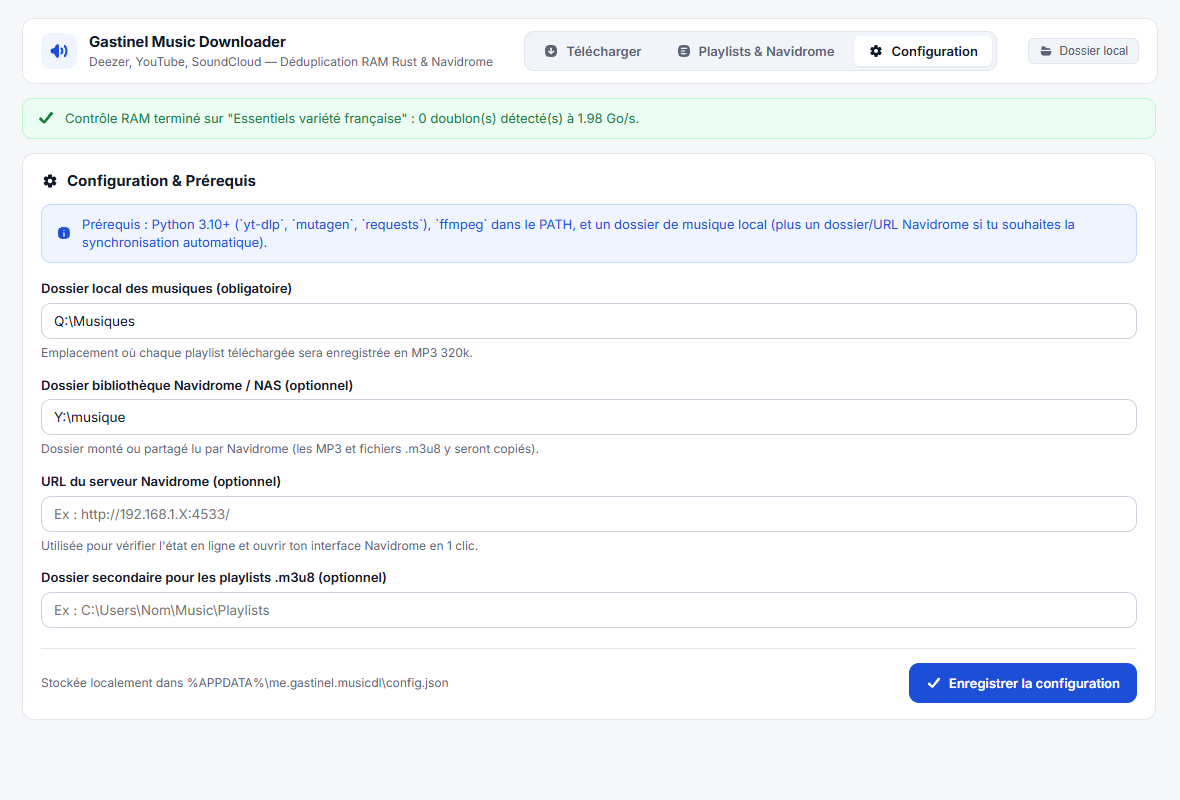 Gastinel Music Downloader
Deezer, YouTube, SoundCloud — Déduplication RAM Rust & Navidrome
Télécharger
Playlists & Navidrome
Configuration
Dossier local
Contrôle RAM terminé sur "Essentiels variété française" : 0 doublon(s) détecté(s) à 1.98 Go/s.
Configuration & Prérequis
Prérequis : Python 3.10+ (`yt-dlp`, `mutagen`, `requests`), `ffmpeg` dans le PATH, et un dossier de musique local (plus un dossier/URL Navidrome si tu souhaites la
synchronisation automatique).
Dossier local des musiques (obligatoire)
Q:\Musiques
Emplacement où chaque playlist téléchargée sera enregistrée en MP3 320k.
Dossier bibliothèque Navidrome / NAS (optionnel)
Y:\musique
Dossier monté ou partagé lu par Navidrome (les MP3 et fichiers .m3u8 y seront copiés).
URL du serveur Navidrome (optionnel)
Ex : http://192.168.1.X:4533/
Utilisée pour vérifier l'état en ligne et ouvrir ton interface Navidrome en 1 clic.
Dossier secondaire pour les playlists .m3u8 (optionnel)
Ex : C:\Users\Nom\Music\Playlists
Stockée localement dans %APPDATA%\me.gastinel.musicdl\config.json
Enregistrer la configuration